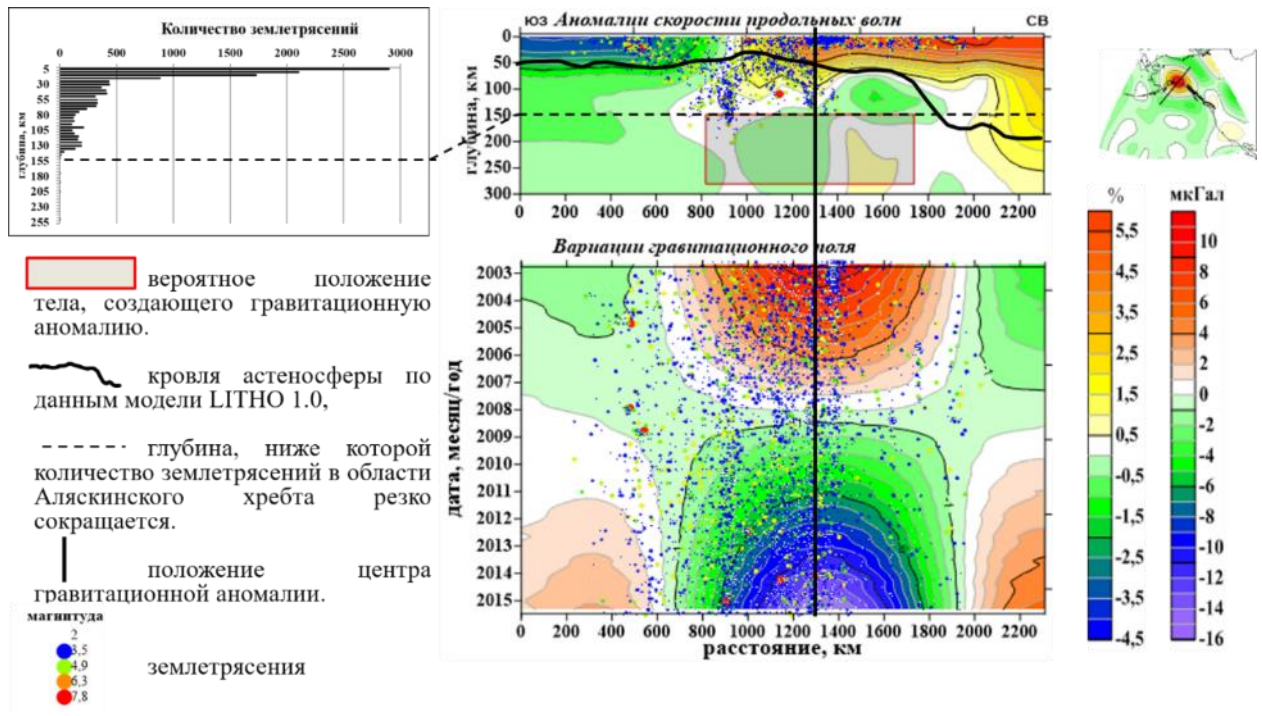 Количество землетрясений
0 500 1000 1500 2000 2500 3000
глубина, км
5
30
55
80
105
130
155
180
205
230
255
вероятное положение
тела, создающего гравитационную
аномалию.
кровля астеносферы по
данным модели LITHO 1.0,
глубина, ниже которой
количество землетрясений в области
Аляскинского хребта резко
сокращается.
положение центра
гравитационной аномалии.
магнитуда
2
3,5
4,9
6,3
7,8
землетрясения
ЮЗ Аномалии скорости продольных волн СВ
глубина, км
0
50
100
150
200
250
300
0 200 400 600 800 1000 1200 1400 1600 1800 2000 2200
Вариации гравитационного поля
дата, месяц/год
2003
2004
2005
2006
2007
2008
2009
2010
2011
2012
2013
2014
2015
0 200 400 600 800 1000 1200 1400 1600 1800 2000 2200
расстояние, км
%
5,5
4,5
3,5
2,5
1,5
0,5
-0,5
-1,5
-2,5
-3,5
-4,5
мкГал
10
8
6
4
2
0
-2
-4
-6
-8
-10
-12
-14
-16